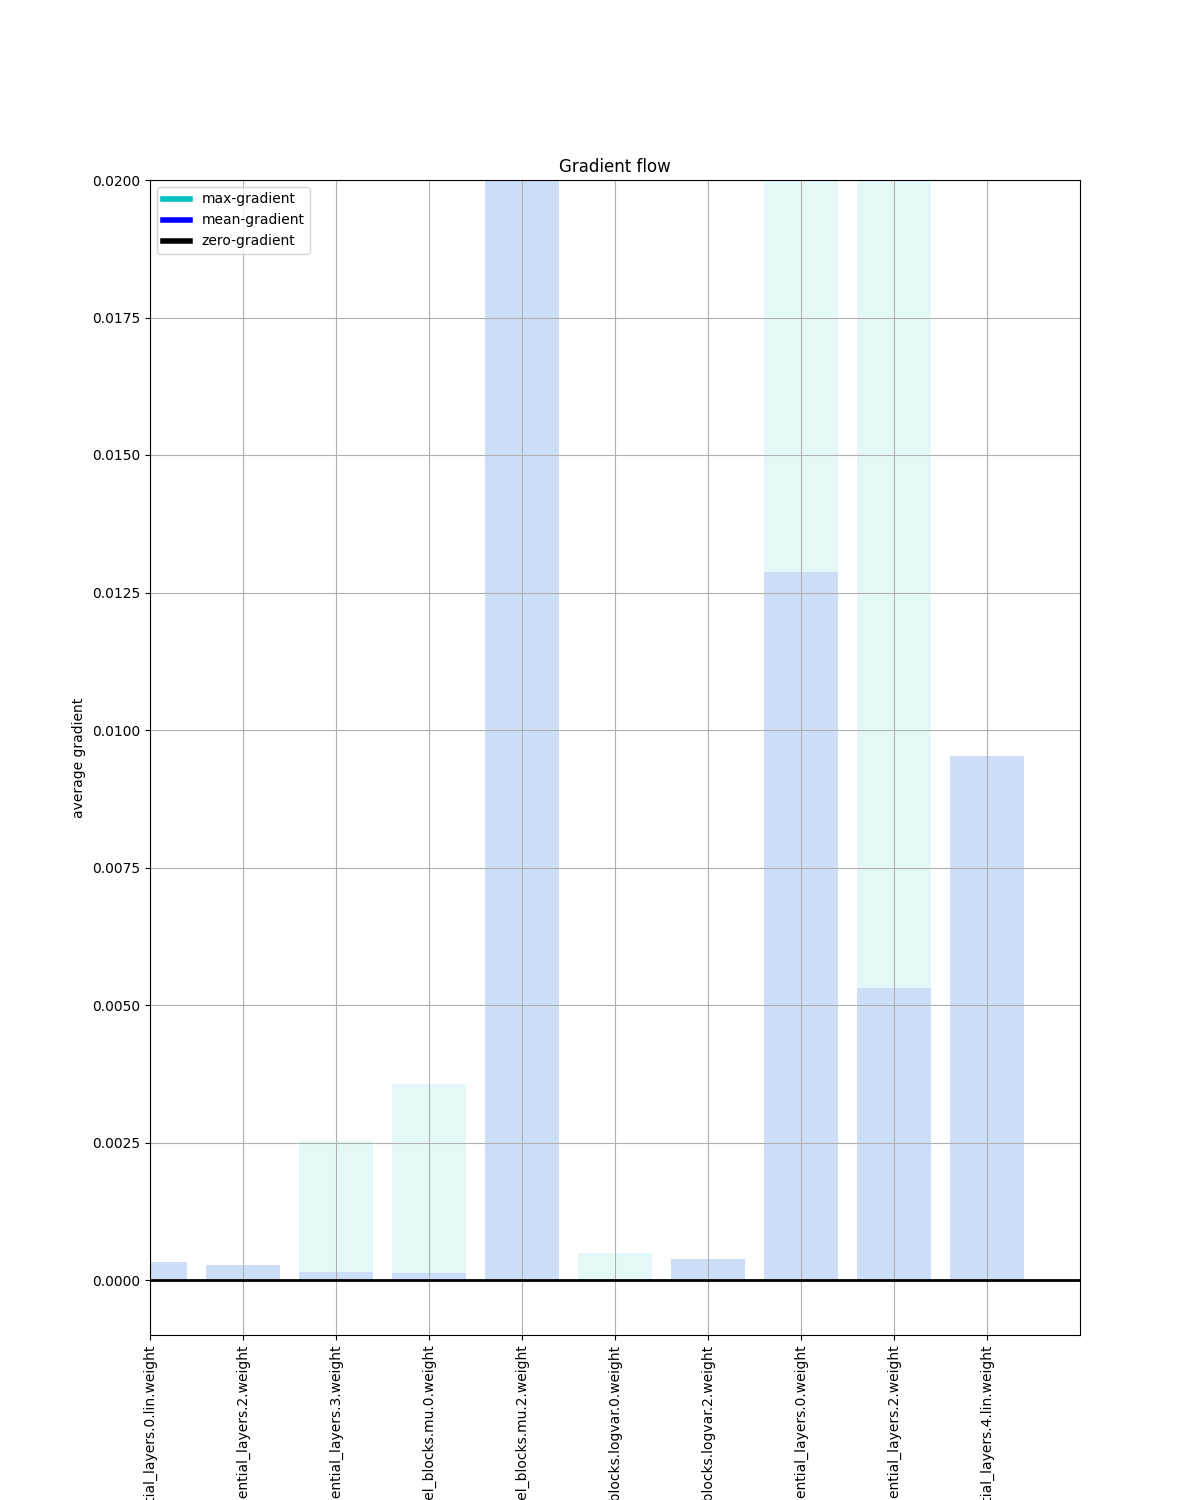 Gradient flow
max-gradient
mean-gradient
zero-gradient
0.0200
0.0175
0.0150
0.0125
0.0100
0.0075
0.0050
0.0025
0.0000
average gradient
tial_layers.0.lin.weight
ential_layers.2.weight
ential_layers.3.weight
el_blocks.mu.0.weight
el_blocks.mu.2.weight
blocks.logvar.0.weight
blocks.logvar.2.weight
ential_layers.0.weight
ential_layers.2.weight
tial_layers.4.lin.weight